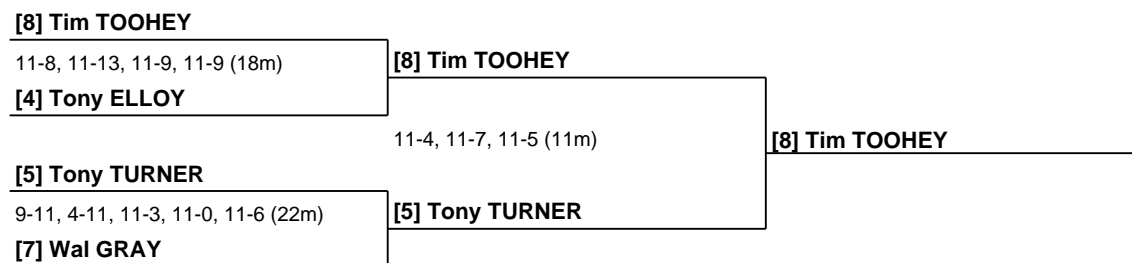 [8] Tim TOOHEY
11-8, 11-13, 11-9, 11-9 (18m)
[8] Tim TOOHEY
[4] Tony ELLOY
11-4, 11-7, 11-5 (11m)
[8] Tim TOOHEY
[5] Tony TURNER
9-11, 4-11, 11-3, 11-0, 11-6 (22m)
[5] Tony TURNER
[7] Wal GRAY